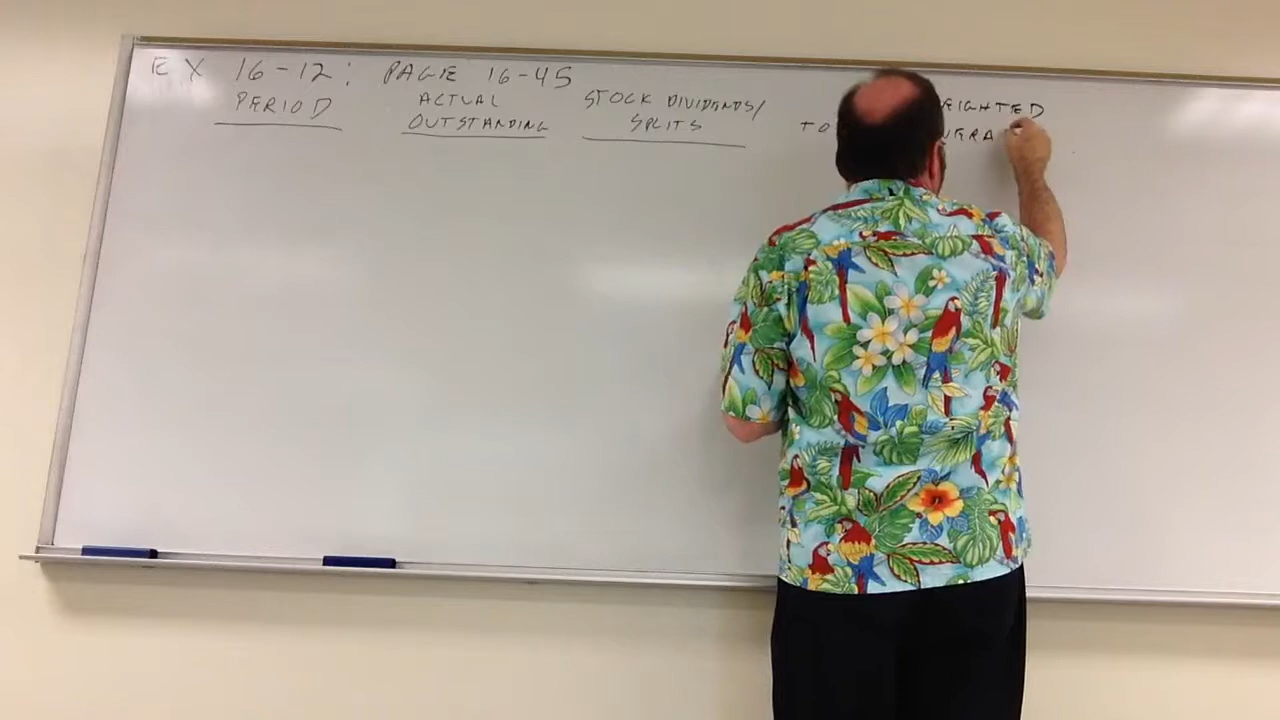 EX 16-12: PAGE 16-45
PERIOD
ACTUAL
OUTSTANDING
STOCK DIVIDENDS/
SPLITS